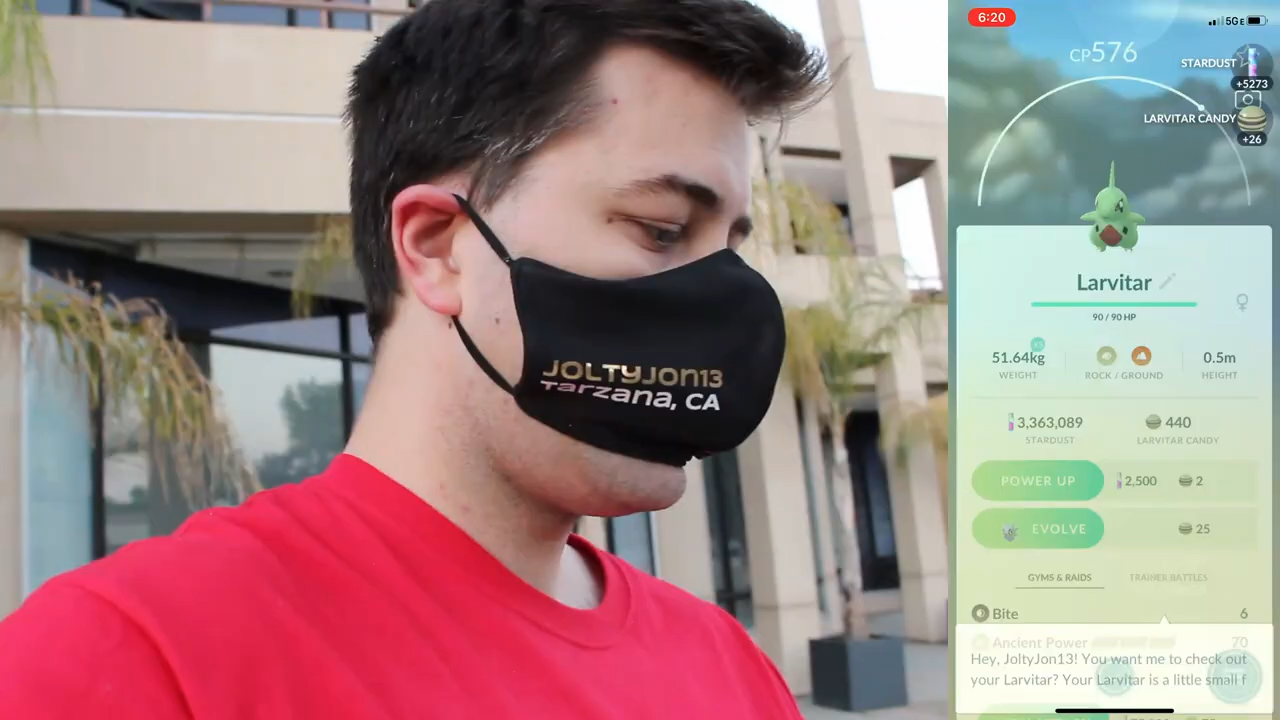 JOLTYJON13
Tarzana, CA
6:20
5GE
CP576
STARDUST
+5273
LARVITAR CANDY
+26
Larvitar
90 / 90 HP
XS
51.64kg
WEIGHT
ROCK / GROUND
0.5m
HEIGHT
3,363,089
STARDUST
440
LARVITAR CANDY
POWER UP
2,500
2
EVOLVE
25
GYMS & RAIDS
TRAINER BATTLES
Bite
6
Ancient Power
70
Hey, JoltyJon13! You want me to check out
your Larvitar? Your Larvitar is a little small f